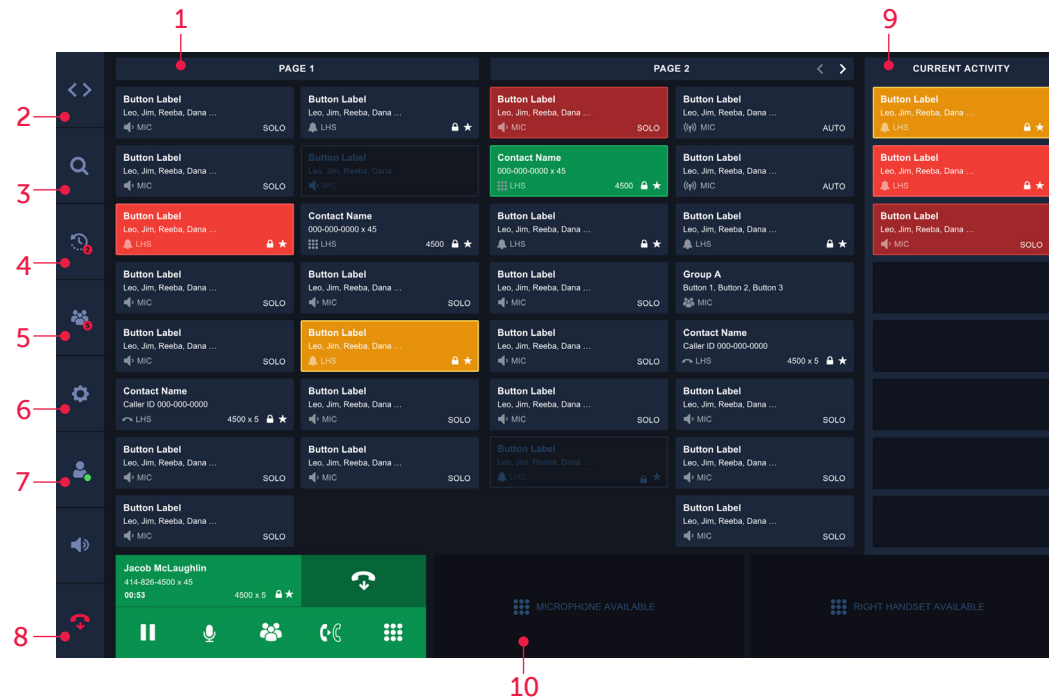 1
9
PAGE 1
PAGE 2
CURRENT ACTIVITY
2
Button Label
Leo, Jim, Reeba, Dana ...
MIC SOLO
Button Label
Leo, Jim, Reeba, Dana ...
LHS
Button Label
Leo, Jim, Reeba, Dana ...
MIC SOLO
Button Label
Leo, Jim, Reeba, Dana ...
MIC AUTO
Button Label
Leo, Jim, Reeba, Dana ...
LHS
3
Button Label
Leo, Jim, Reeba, Dana ...
MIC SOLO
Button Label
Leo, Jim, Reeba, Dana ...
MIC
Contact Name
000-000-0000 x 45
LHS 4500
Button Label
Leo, Jim, Reeba, Dana ...
MIC AUTO
Button Label
Leo, Jim, Reeba, Dana ...
LHS
4
2
Button Label
Leo, Jim, Reeba, Dana ...
LHS
Contact Name
000-000-0000 x 45
LHS 4500
Button Label
Leo, Jim, Reeba, Dana ...
LHS
Button Label
Leo, Jim, Reeba, Dana ...
LHS
Button Label
Leo, Jim, Reeba, Dana ...
MIC SOLO
5
Button Label
Leo, Jim, Reeba, Dana ...
MIC SOLO
Button Label
Leo, Jim, Reeba, Dana ...
MIC SOLO
Button Label
Leo, Jim, Reeba, Dana ...
MIC SOLO
Group A
Button 1, Button 2, Button 3
MIC
Button Label
Leo, Jim, Reeba, Dana ...
MIC SOLO
Button Label
Leo, Jim, Reeba, Dana ...
LHS
Button Label
Leo, Jim, Reeba, Dana ...
MIC SOLO
Contact Name
Caller ID 000-000-0000
LHS 4500 x 5
6
Contact Name
Caller ID 000-000-0000
LHS 4500 x 5
Button Label
Leo, Jim, Reeba, Dana ...
MIC SOLO
Button Label
Leo, Jim, Reeba, Dana ...
MIC SOLO
Button Label
Leo, Jim, Reeba, Dana ...
MIC SOLO
7
Button Label
Leo, Jim, Reeba, Dana ...
MIC SOLO
Button Label
Leo, Jim, Reeba, Dana ...
MIC SOLO
Button Label
Leo, Jim, Reeba, Dana ...
LHS
Button Label
Leo, Jim, Reeba, Dana ...
MIC SOLO
Button Label
Leo, Jim, Reeba, Dana ...
MIC SOLO
Button Label
Leo, Jim, Reeba, Dana ...
MIC SOLO
8
Jacob McLaughlin
414-826-4500 x 45
00:53 4500 x 5
MICROPHONE AVAILABLE
RIGHT HANDSET AVAILABLE
10